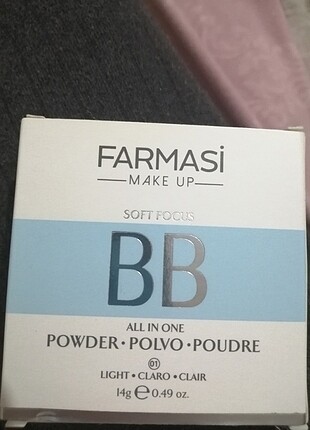 FARMASİ
MAKE UP
SOFT FOCUS
BB
ALL IN ONE
POWDER • POLVO • POUDRE
01
LIGHT • CLARO • CLAIR
14g ℮ 0.49 oz.